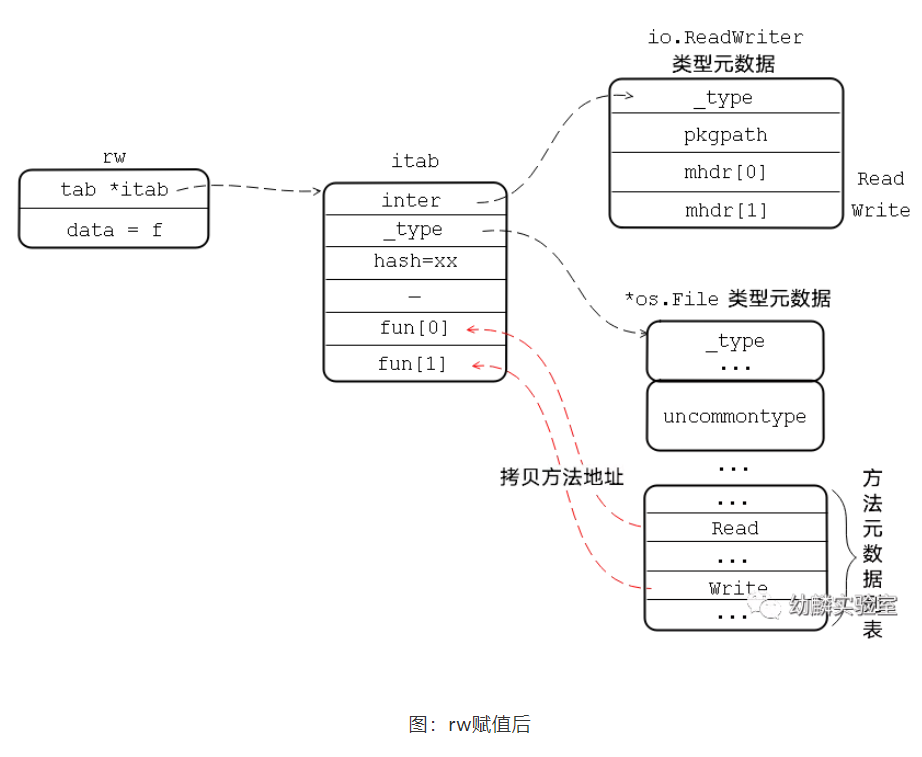 io.ReadWriter
类型元数据
_type
pkgpath
mhdr[0]
mhdr[1]
Read
Write
rw
tab *itab
data = f
itab
inter
_type
hash=xx
—
fun[0]
fun[1]
*os.File 类型元数据
_type
...
uncommontype
...
拷贝方法地址
...
Read
...
Write
...
方法元数据列表
幼麟实验室
图：rw赋值后